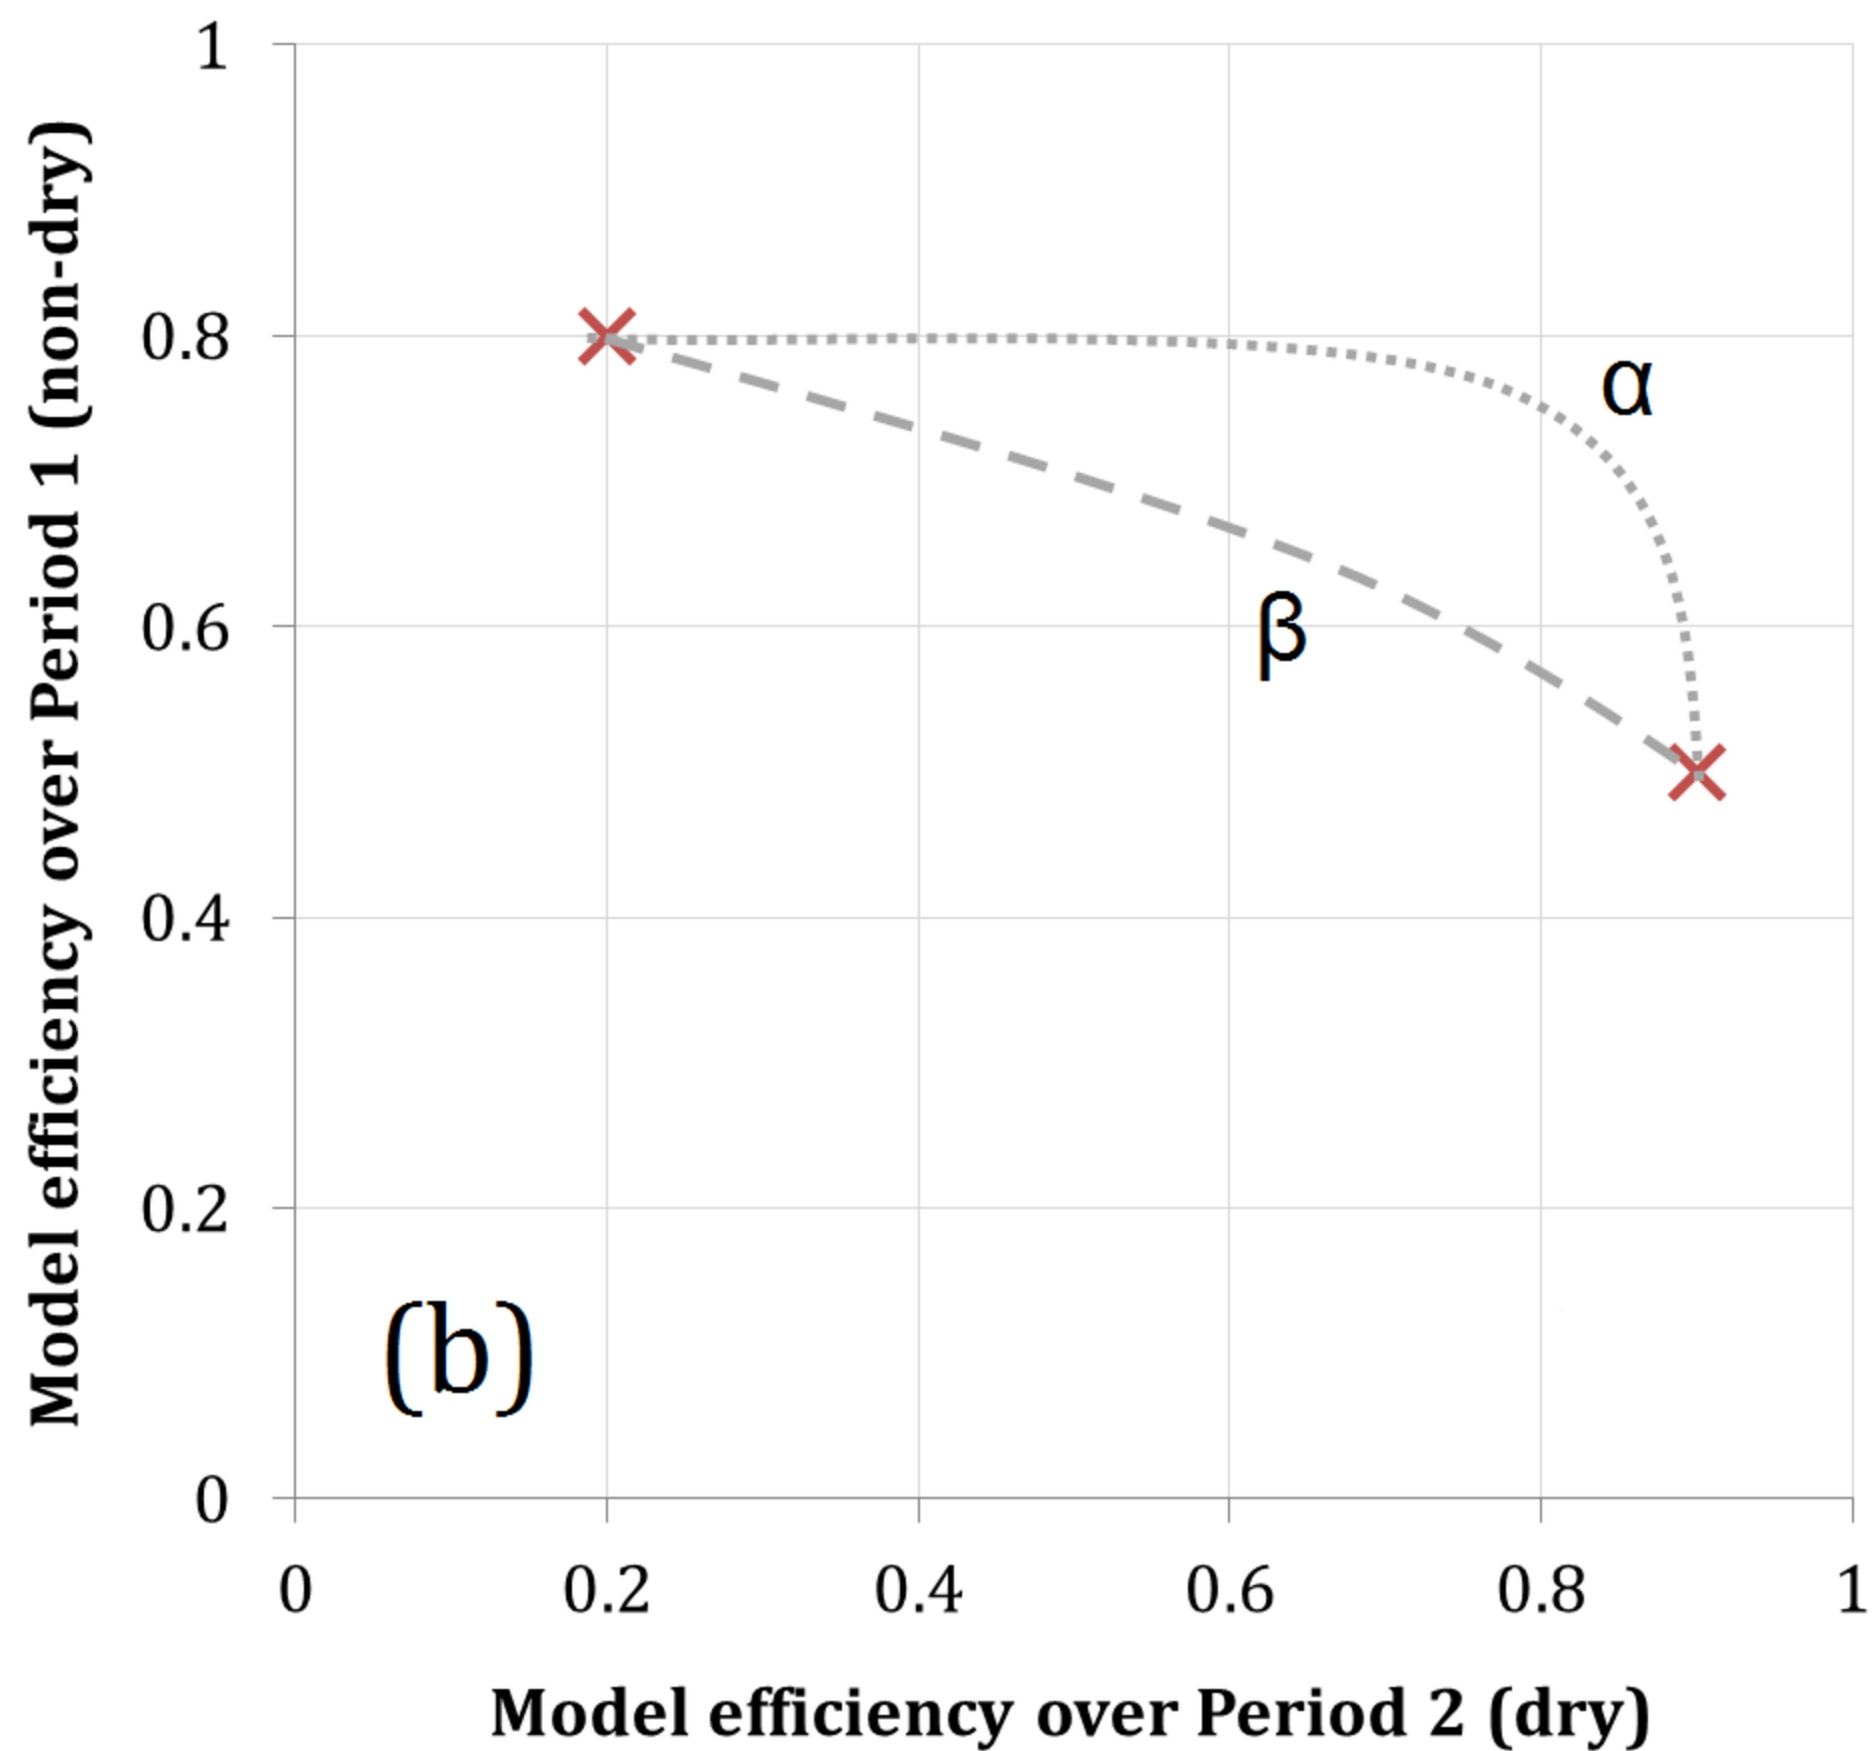 Model efficiency over Period 1 (non-dry)
1
0.8
0.6
0.4
0.2
0
α
β
(b)
0 0.2 0.4 0.6 0.8 1
Model efficiency over Period 2 (dry)